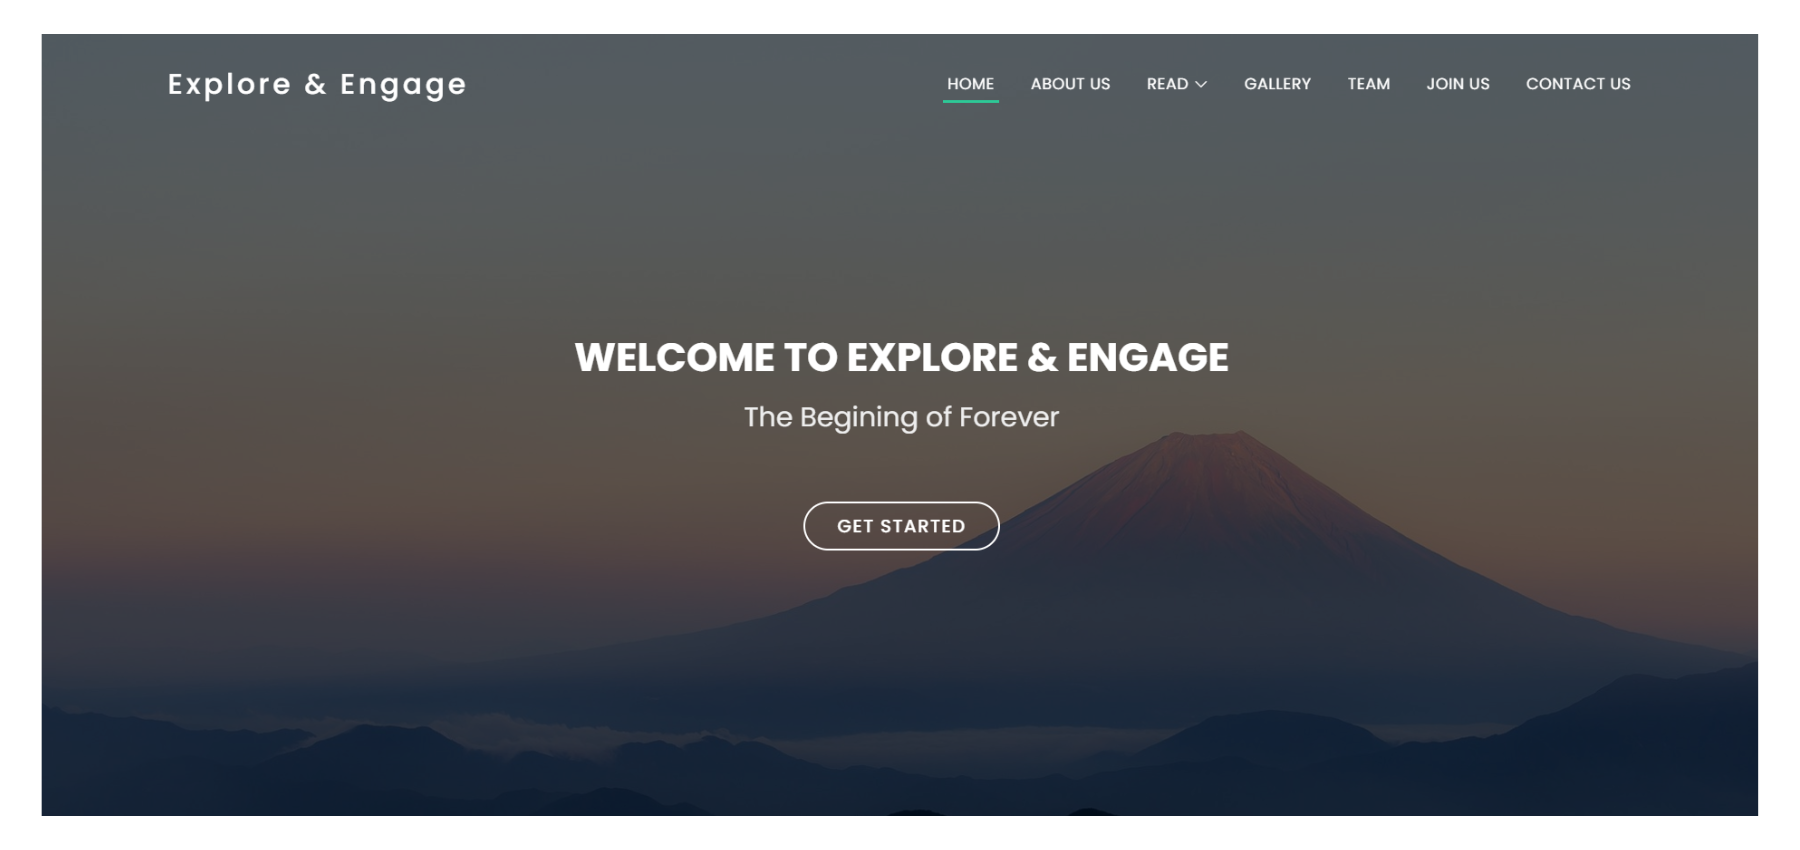 Explore & Engage
HOME ABOUT US READ GALLERY TEAM JOIN US CONTACT US
WELCOME TO EXPLORE & ENGAGE
The Begining of Forever
GET STARTED